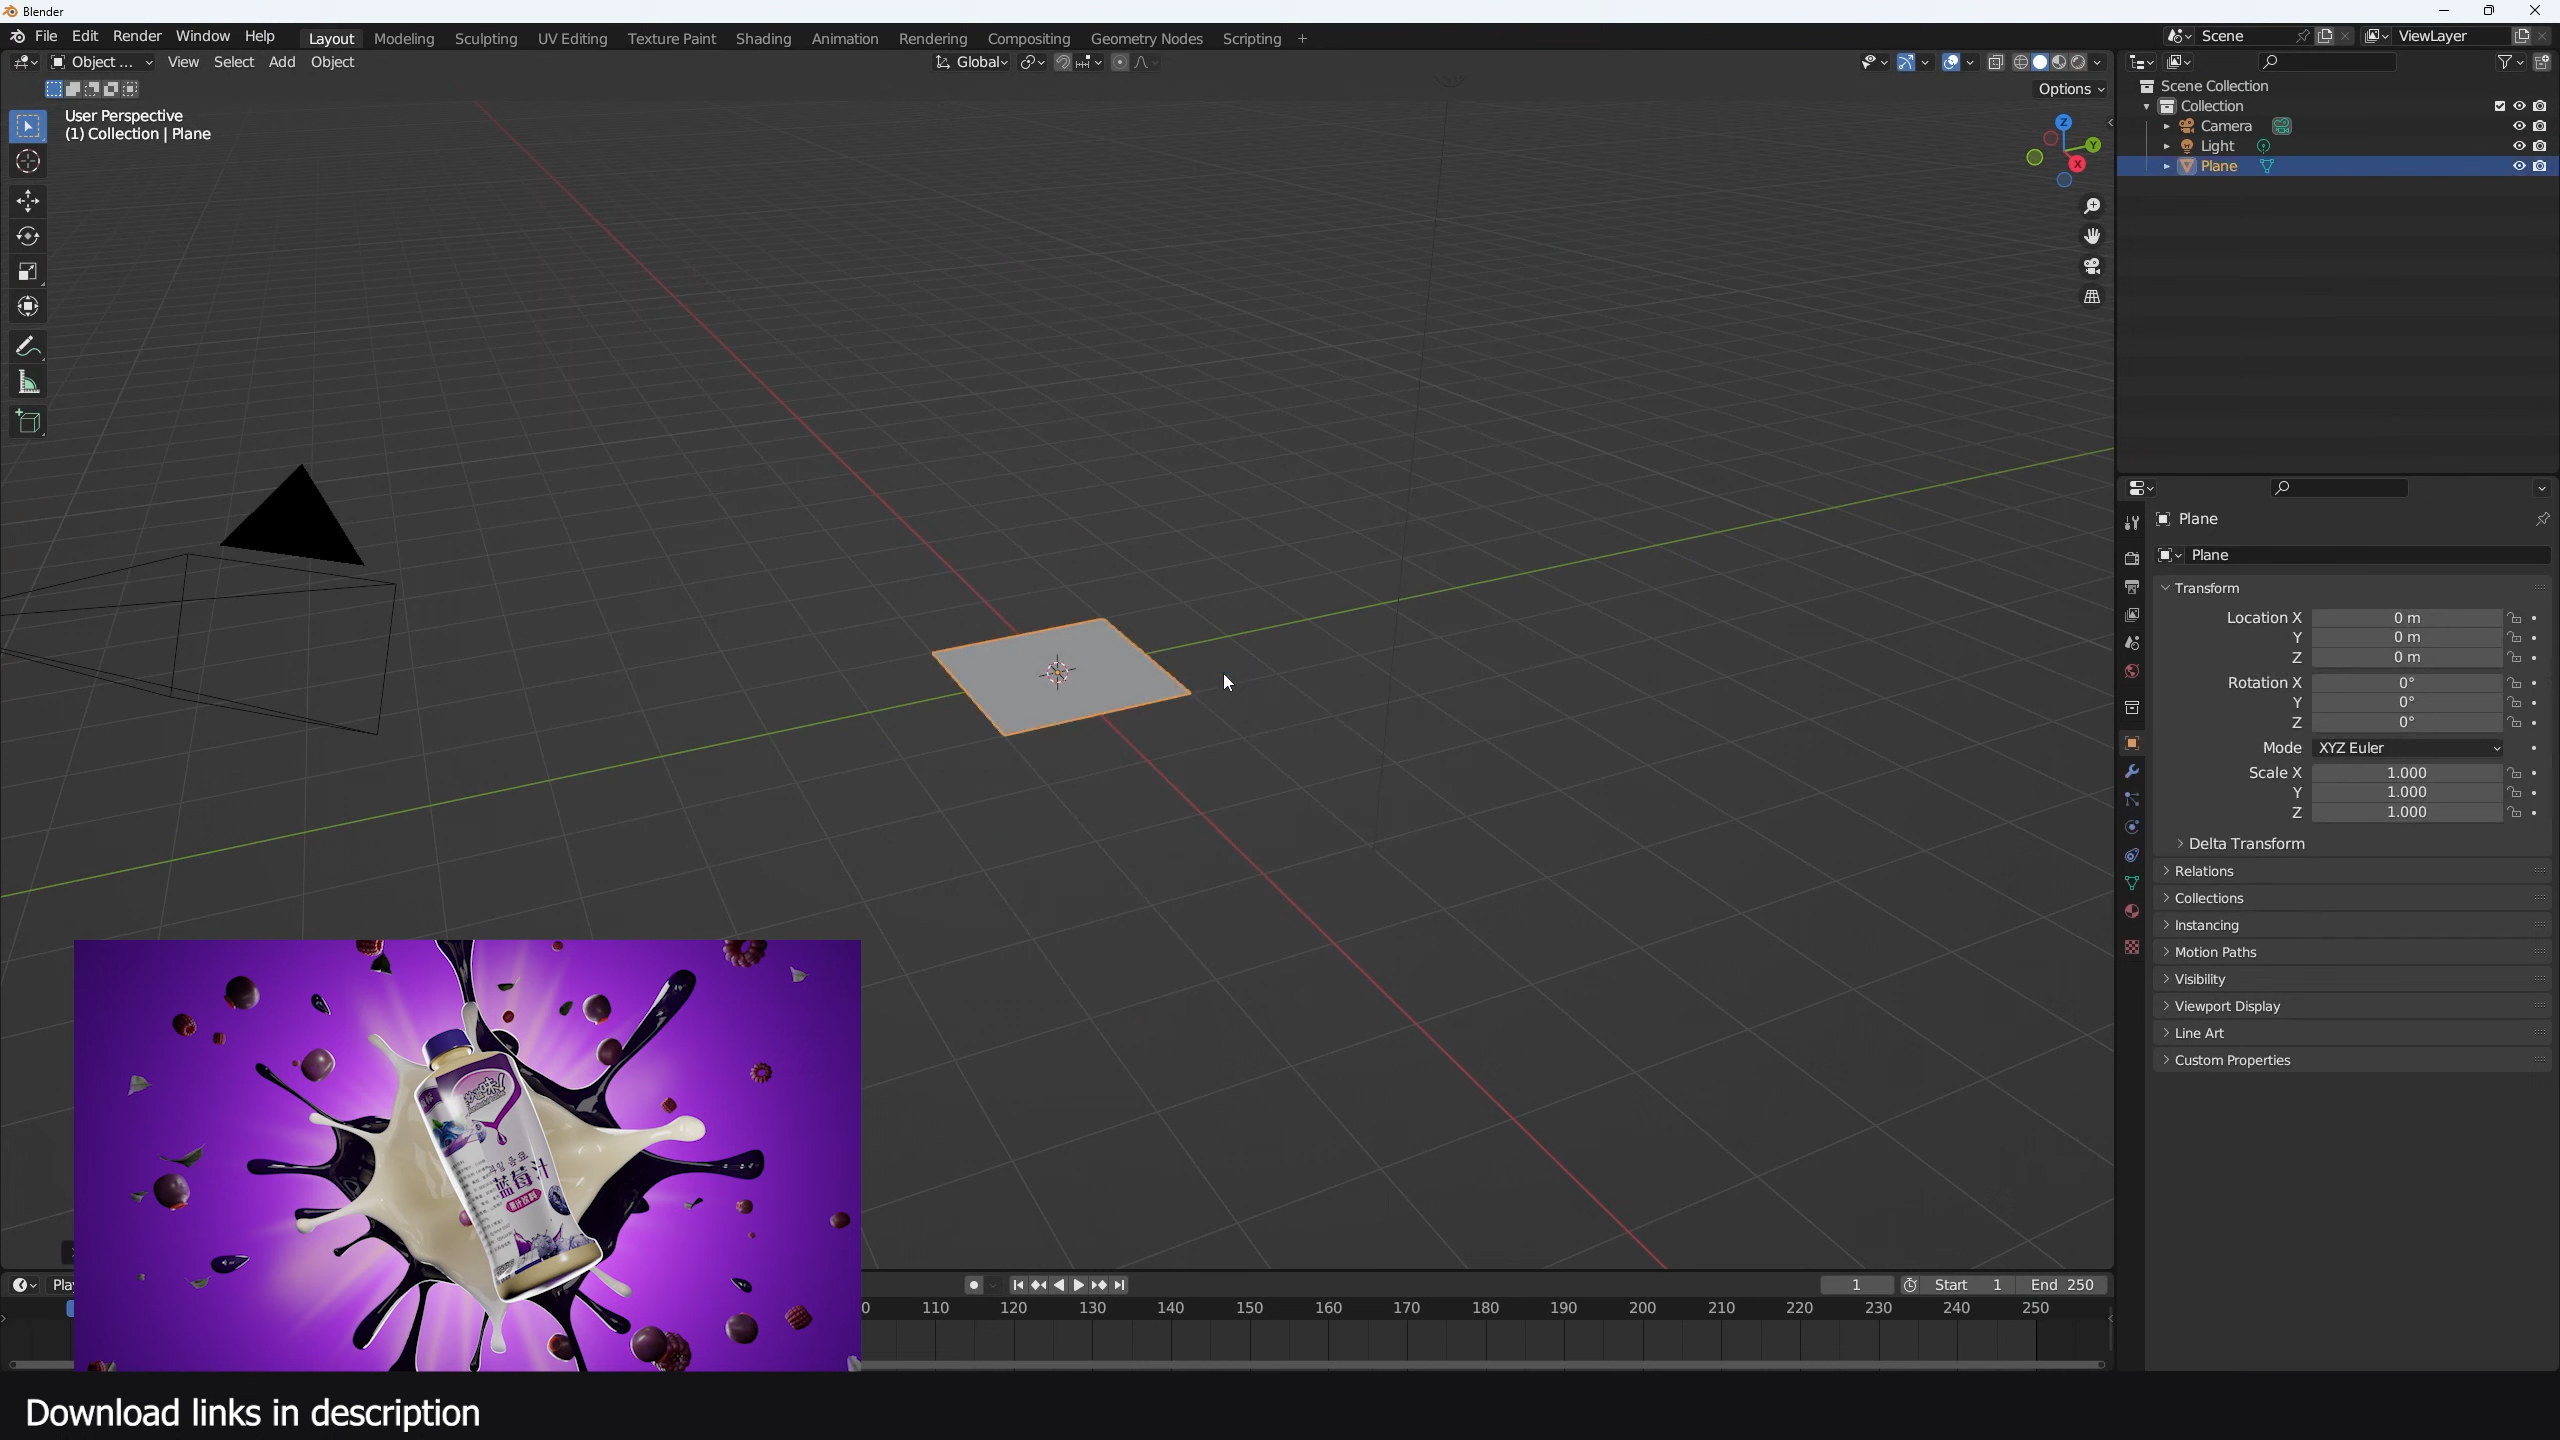 Blender
File Edit Render Window Help Layout Modeling Sculpting UV Editing Texture Paint Shading Animation Rendering Compositing Geometry Nodes Scripting +
Scene
ViewLayer
Object ...
View Select Add Object
Global
Options
User Perspective
(1) Collection | Plane
Z
Y
X
Scene Collection
Collection
Camera
Light
Plane
Plane
Plane
Transform
Location X 0 m
Y 0 m
Z 0 m
Rotation X 0°
Y 0°
Z 0°
Mode XYZ Euler
Scale X 1.000
Y 1.000
Z 1.000
Delta Transform
Relations
Collections
Instancing
Motion Paths
Visibility
Viewport Display
Line Art
Custom Properties
蓝莓汁
果汁饮料
1
Start 1
End 250
0 110 120 130 140 150 160 170 180 190 200 210 220 230 240 250
Download links in description